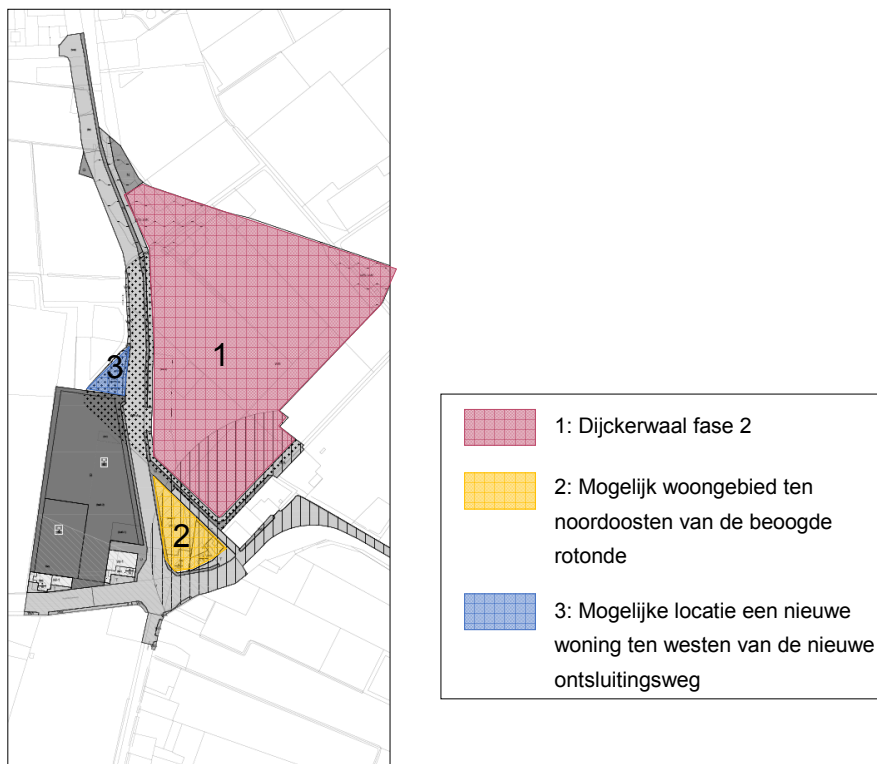 1
3
2
1: Dijckerwaal fase 2
2: Mogelijk woongebied ten
noordoosten van de beoogde
rotonde
3: Mogelijke locatie een nieuwe
woning ten westen van de nieuwe
ontsluitingsweg